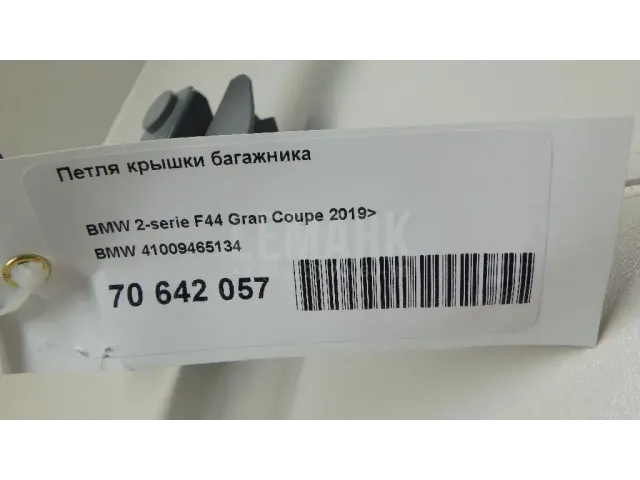 Петля крышки багажника
BMW 2-serie F44 Gran Coupe 2019>
BMW 41009465134
70 642 057